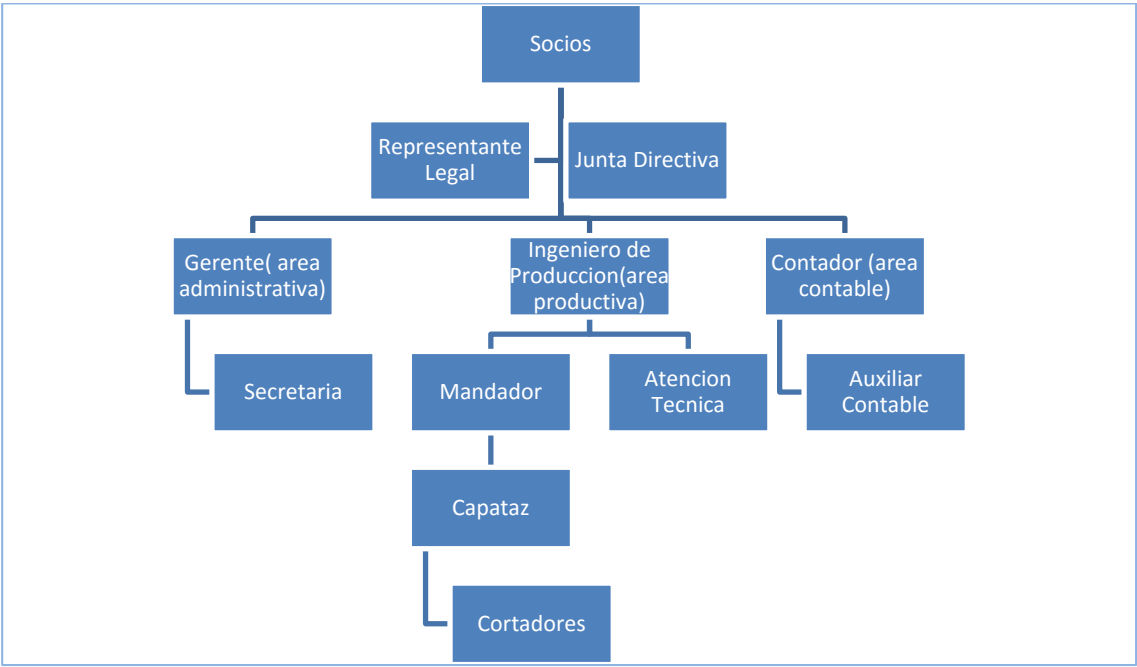 Socios
Representante
Legal
Junta Directiva
Gerente( area
administrativa)
Ingeniero de
Produccion(area
productiva)
Contador (area
contable)
Secretaria
Mandador
Atencion
Tecnica
Auxiliar
Contable
Capataz
Cortadores